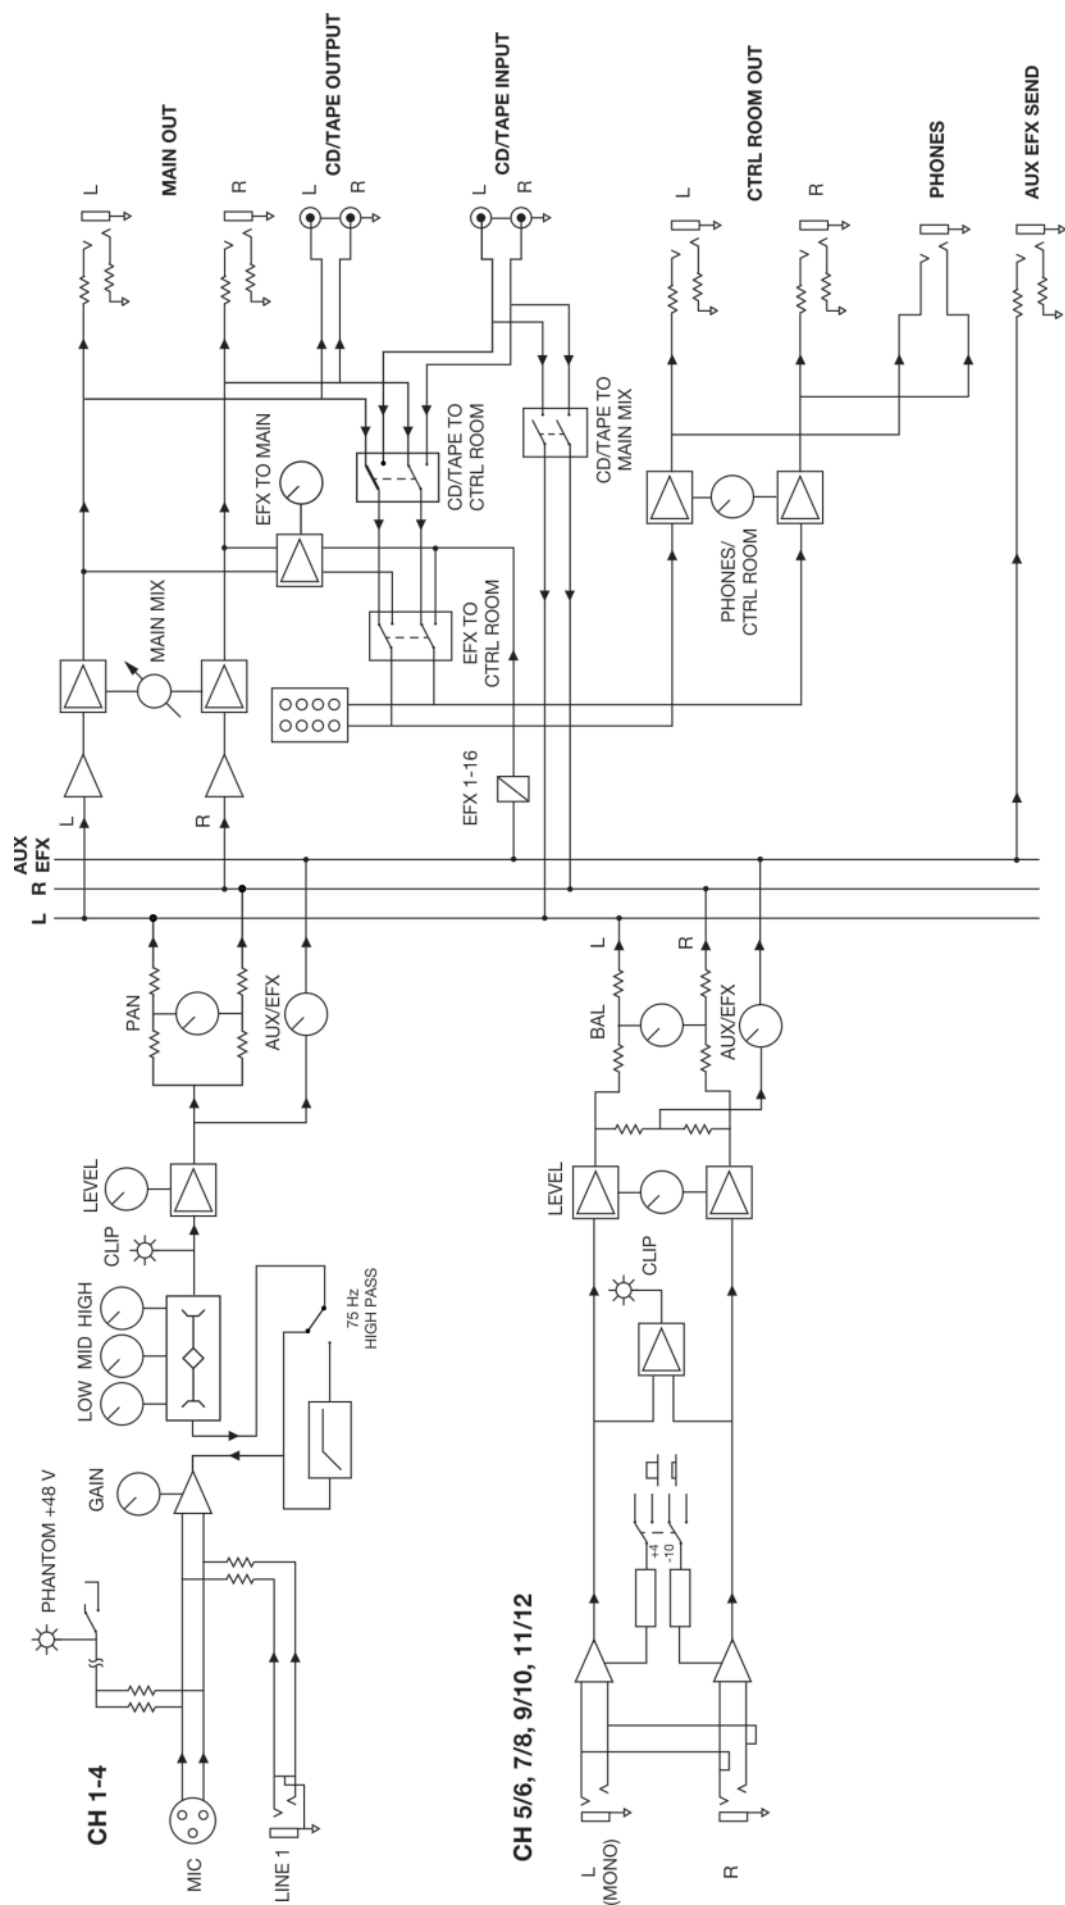 CH 1-4
MIC
LINE 1
PHANTOM +48 V
GAIN
LOW
MID
HIGH
75 Hz
HIGH PASS
CLIP
LEVEL
PAN
AUX/EFX
L
R
AUX
EFX
L
R
MAIN MIX
EFX TO MAIN
L
MAIN OUT
R
L
CD/TAPE OUTPUT
R
L
CD/TAPE INPUT
R
CD/TAPE TO
CTRL ROOM
EFX TO
CTRL ROOM
EFX 1-16
CD/TAPE TO
MAIN MIX
PHONES/
CTRL ROOM
L
CTRL ROOM OUT
R
PHONES
AUX EFX SEND
CH 5/6, 7/8, 9/10, 11/12
L
(MONO)
R
+4
-10
CLIP
LEVEL
BAL
L
R
AUX/EFX